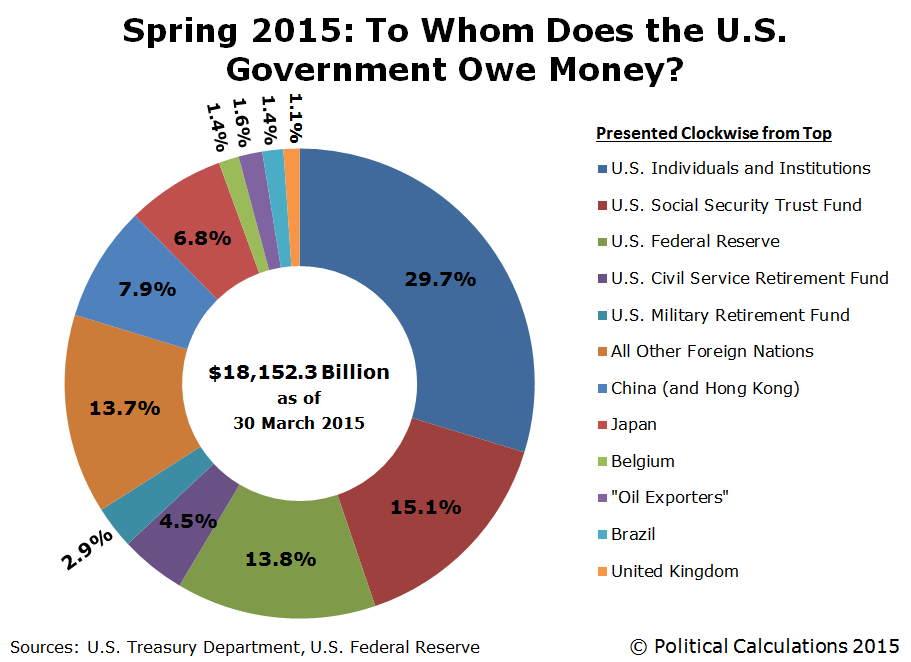 Spring 2015: To Whom Does the U.S.
Government Owe Money?
1.4%
1.6%
1.4%
1.1%
29.7%
15.1%
13.8%
4.5%
2.9%
13.7%
7.9%
6.8%
$18,152.3 Billion
as of
30 March 2015
Presented Clockwise from Top
U.S. Individuals and Institutions
U.S. Social Security Trust Fund
U.S. Federal Reserve
U.S. Civil Service Retirement Fund
U.S. Military Retirement Fund
All Other Foreign Nations
China (and Hong Kong)
Japan
Belgium
"Oil Exporters"
Brazil
United Kingdom
Sources: U.S. Treasury Department, U.S. Federal Reserve
© Political Calculations 2015